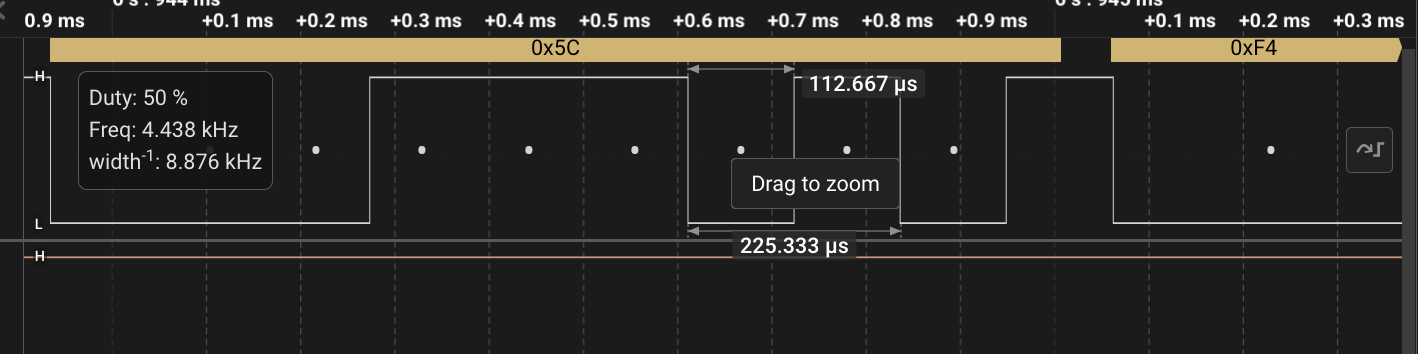 0 s : 944 ms
0 s : 945 ms
0.9 ms +0.1 ms +0.2 ms +0.3 ms +0.4 ms +0.5 ms +0.6 ms +0.7 ms +0.8 ms +0.9 ms +0.1 ms +0.2 ms +0.3 ms
0x5C 0xF4
H
112.667 µs
Duty: 50 %
Freq: 4.438 kHz
width⁻¹: 8.876 kHz
Drag to zoom
L
225.333 µs
H